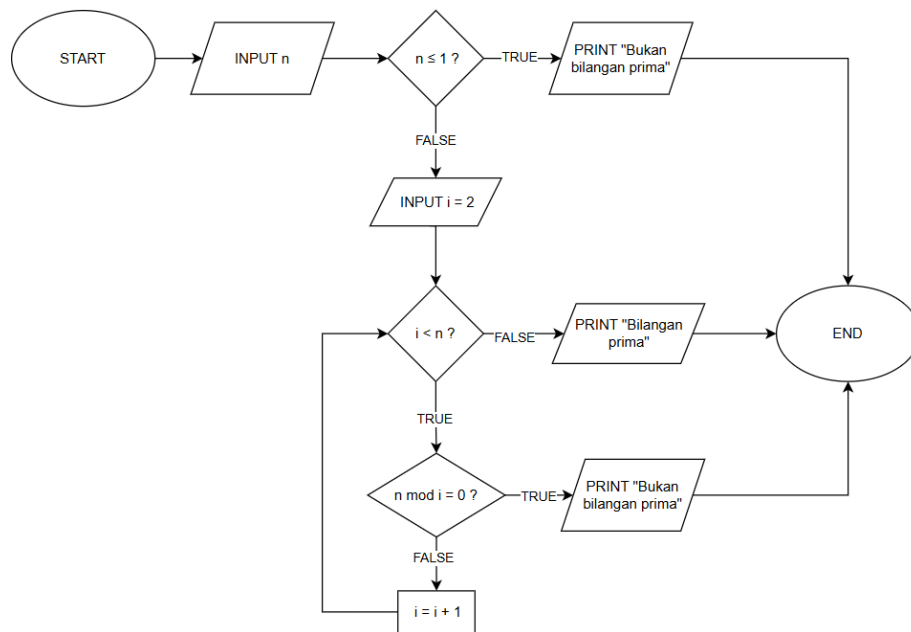 START
INPUT n
n ≤ 1 ?
TRUE
PRINT "Bukan
bilangan prima"
FALSE
INPUT i = 2
i < n ?
FALSE
PRINT "Bilangan
prima"
END
TRUE
n mod i = 0 ?
TRUE
PRINT "Bukan
bilangan prima"
FALSE
i = i + 1